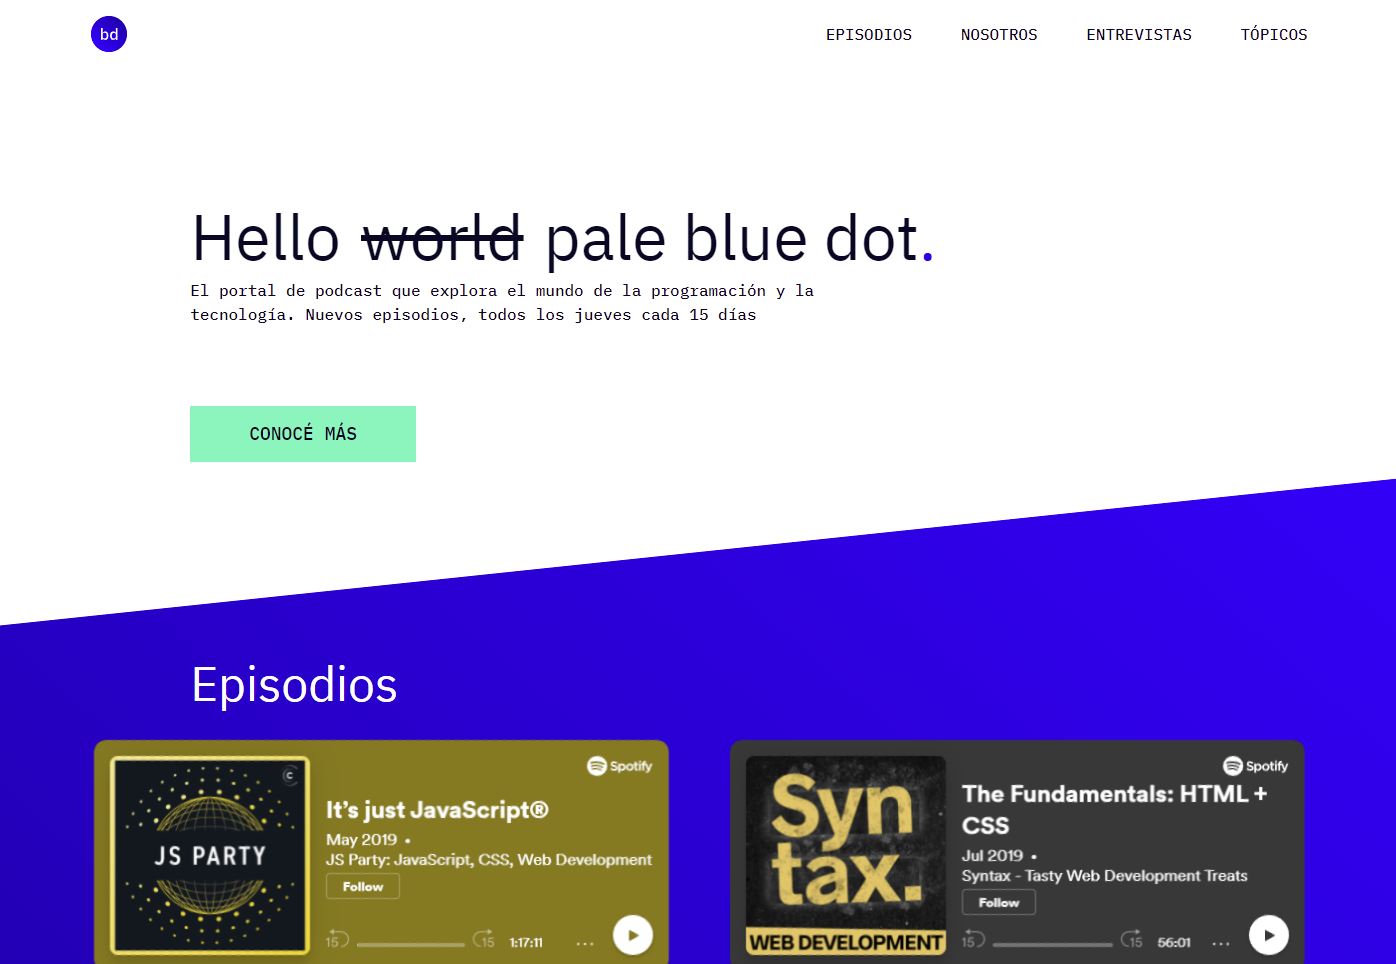 bd
EPISODIOS
NOSOTROS
ENTREVISTAS
TÓPICOS
Hello world pale blue dot.
El portal de podcast que explora el mundo de la programación y la
tecnología. Nuevos episodios, todos los jueves cada 15 días
CONOCÉ MÁS
Episodios
JS PARTY
C
Spotify
It's just JavaScript®
May 2019 •
JS Party: JavaScript, CSS, Web Development
Follow
15
15
1:17:11
...
Syn
tax.
WEB DEVELOPMENT
Spotify
The Fundamentals: HTML +
CSS
Jul 2019 •
Syntax - Tasty Web Development Treats
Follow
15
15
56:01
...